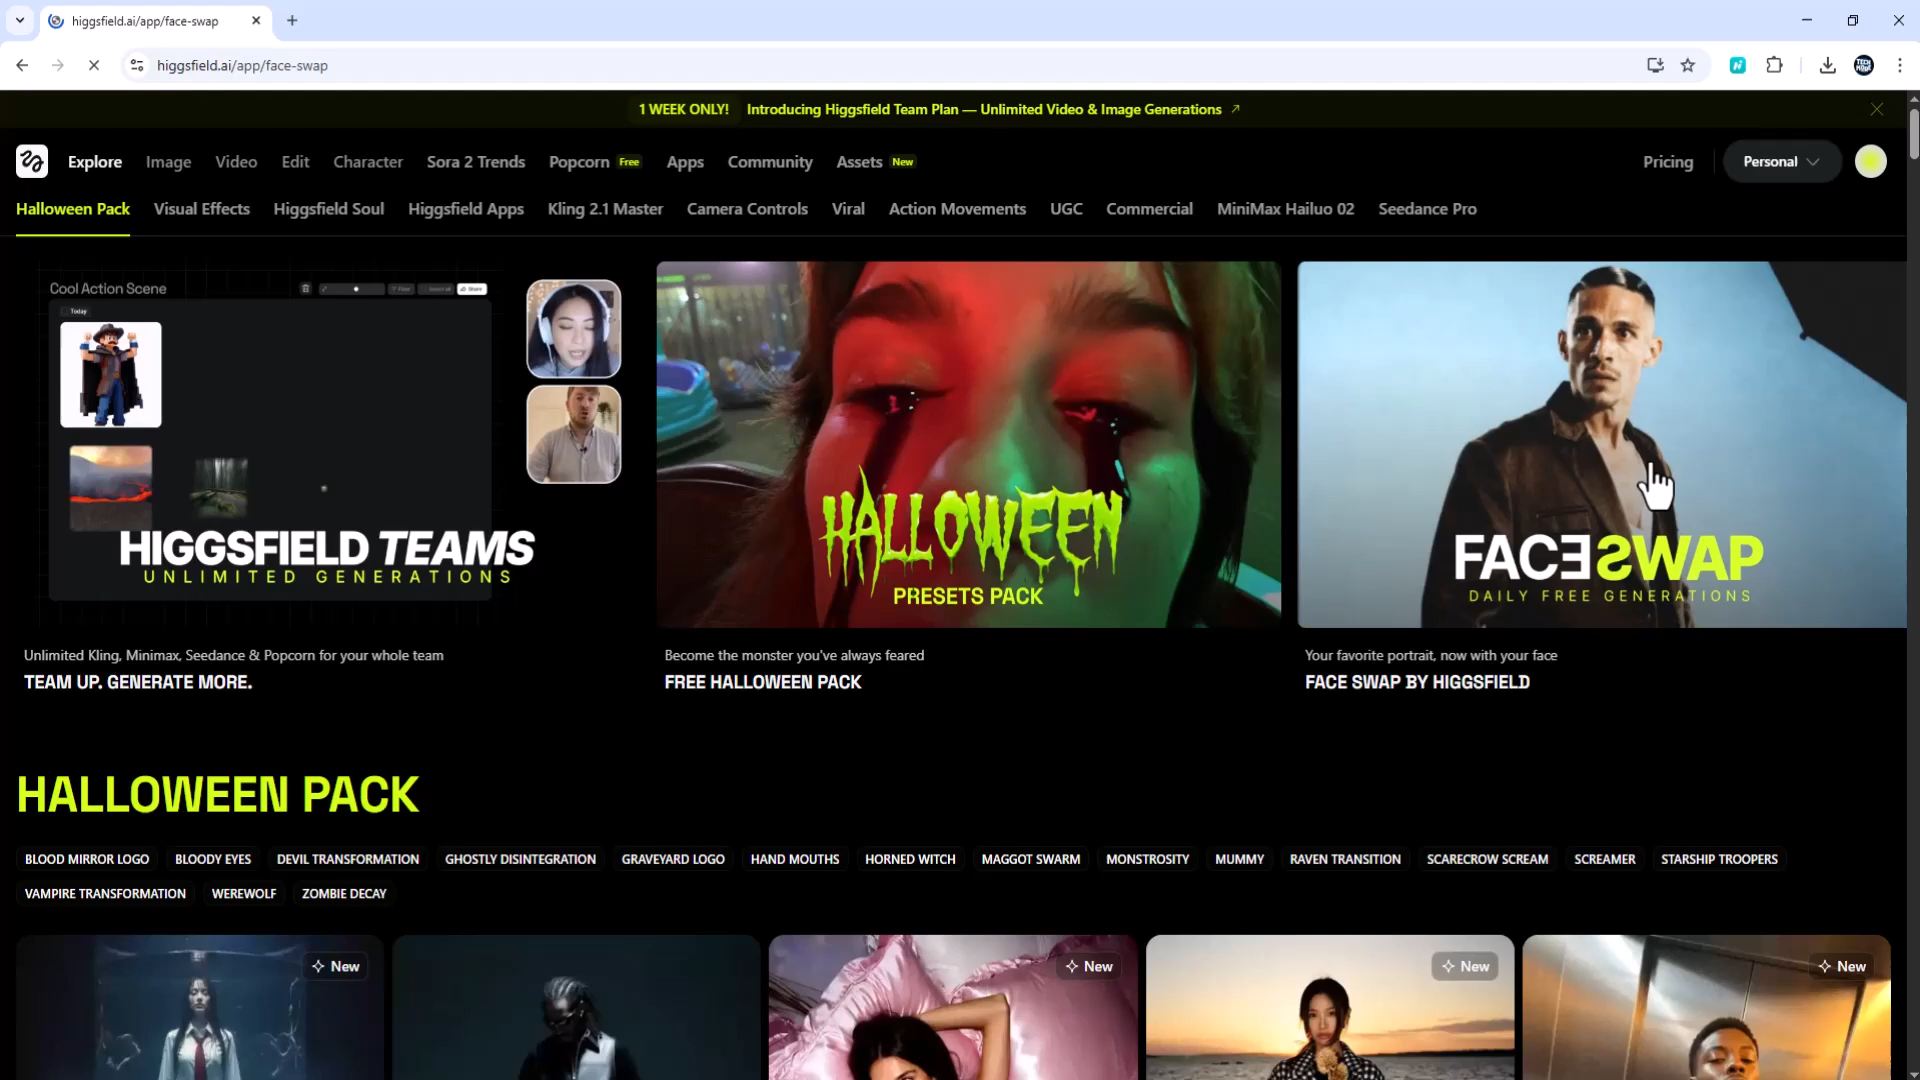 higgsfield.ai/app/face-swap
higgsfield.ai/app/face-swap
1 WEEK ONLY! Introducing Higgsfield Team Plan — Unlimited Video & Image Generations
Explore Image Video Edit Character Sora 2 Trends Popcorn Free Apps Community Assets New Pricing Personal
Halloween Pack Visual Effects Higgsfield Soul Higgsfield Apps Kling 2.1 Master Camera Controls Viral Action Movements UGC Commercial MiniMax Hailuo 02 Seedance Pro
Cool Action Scene
Share
Today
HIGGSFIELD TEAMS
UNLIMITED GENERATIONS
HALLOWEEN
PRESETS PACK
FACE SWAP
DAILY FREE GENERATIONS
Unlimited Kling, Minimax, Seedance & Popcorn for your whole team
TEAM UP. GENERATE MORE.
Become the monster you've always feared
FREE HALLOWEEN PACK
Your favorite portrait, now with your face
FACE SWAP BY HIGGSFIELD
HALLOWEEN PACK
BLOOD MIRROR LOGO BLOODY EYES DEVIL TRANSFORMATION GHOSTLY DISINTEGRATION GRAVEYARD LOGO HAND MOUTHS HORNED WITCH MAGGOT SWARM MONSTROSITY MUMMY RAVEN TRANSITION SCARECROW SCREAM SCREAMER STARSHIP TROOPERS
VAMPIRE TRANSFORMATION WEREWOLF ZOMBIE DECAY
New New New New